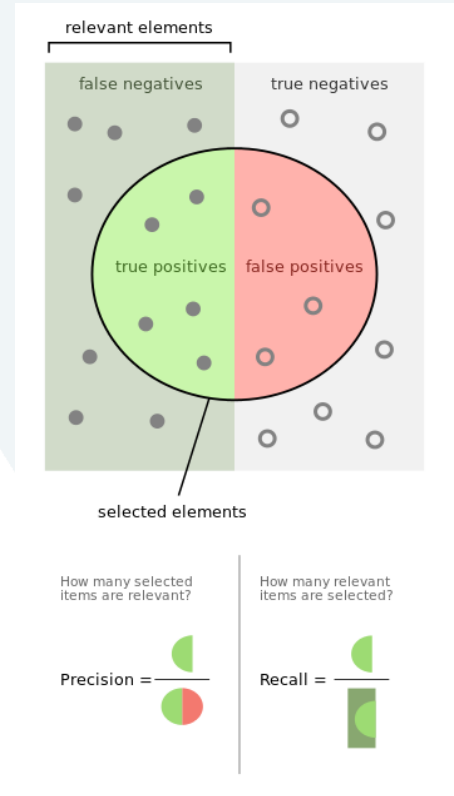 relevant elements
false negatives
true negatives
true positives
false positives
selected elements
How many selected
items are relevant?
How many relevant
items are selected?
Precision =
Recall =